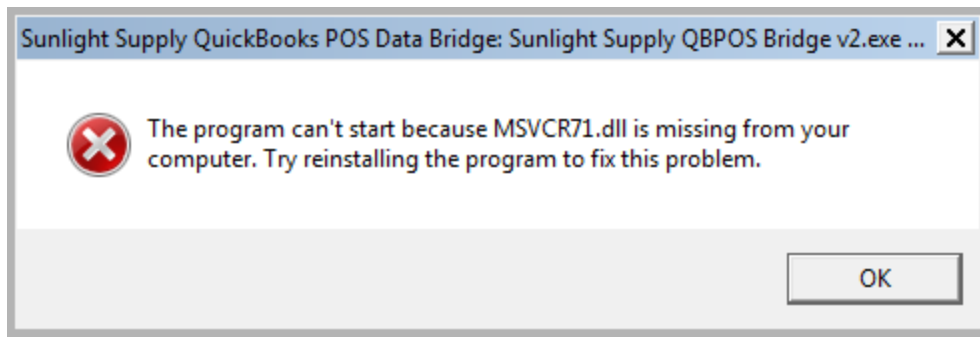 Sunlight Supply QuickBooks POS Data Bridge: Sunlight Supply QBPOS Bridge v2.exe ...
The program can't start because MSVCR71.dll is missing from your
computer. Try reinstalling the program to fix this problem.
OK